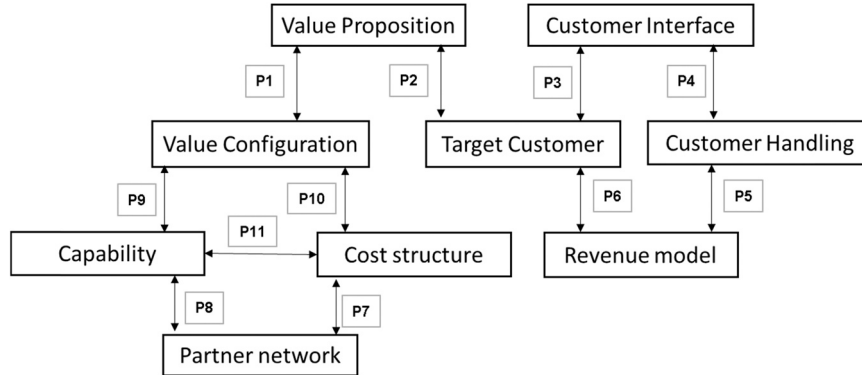 Value Proposition
Customer Interface
P1
P2
P3
P4
Value Configuration
Target Customer
Customer Handling
P9
P10
P6
P5
P11
Capability
Cost structure
Revenue model
P8
P7
Partner network